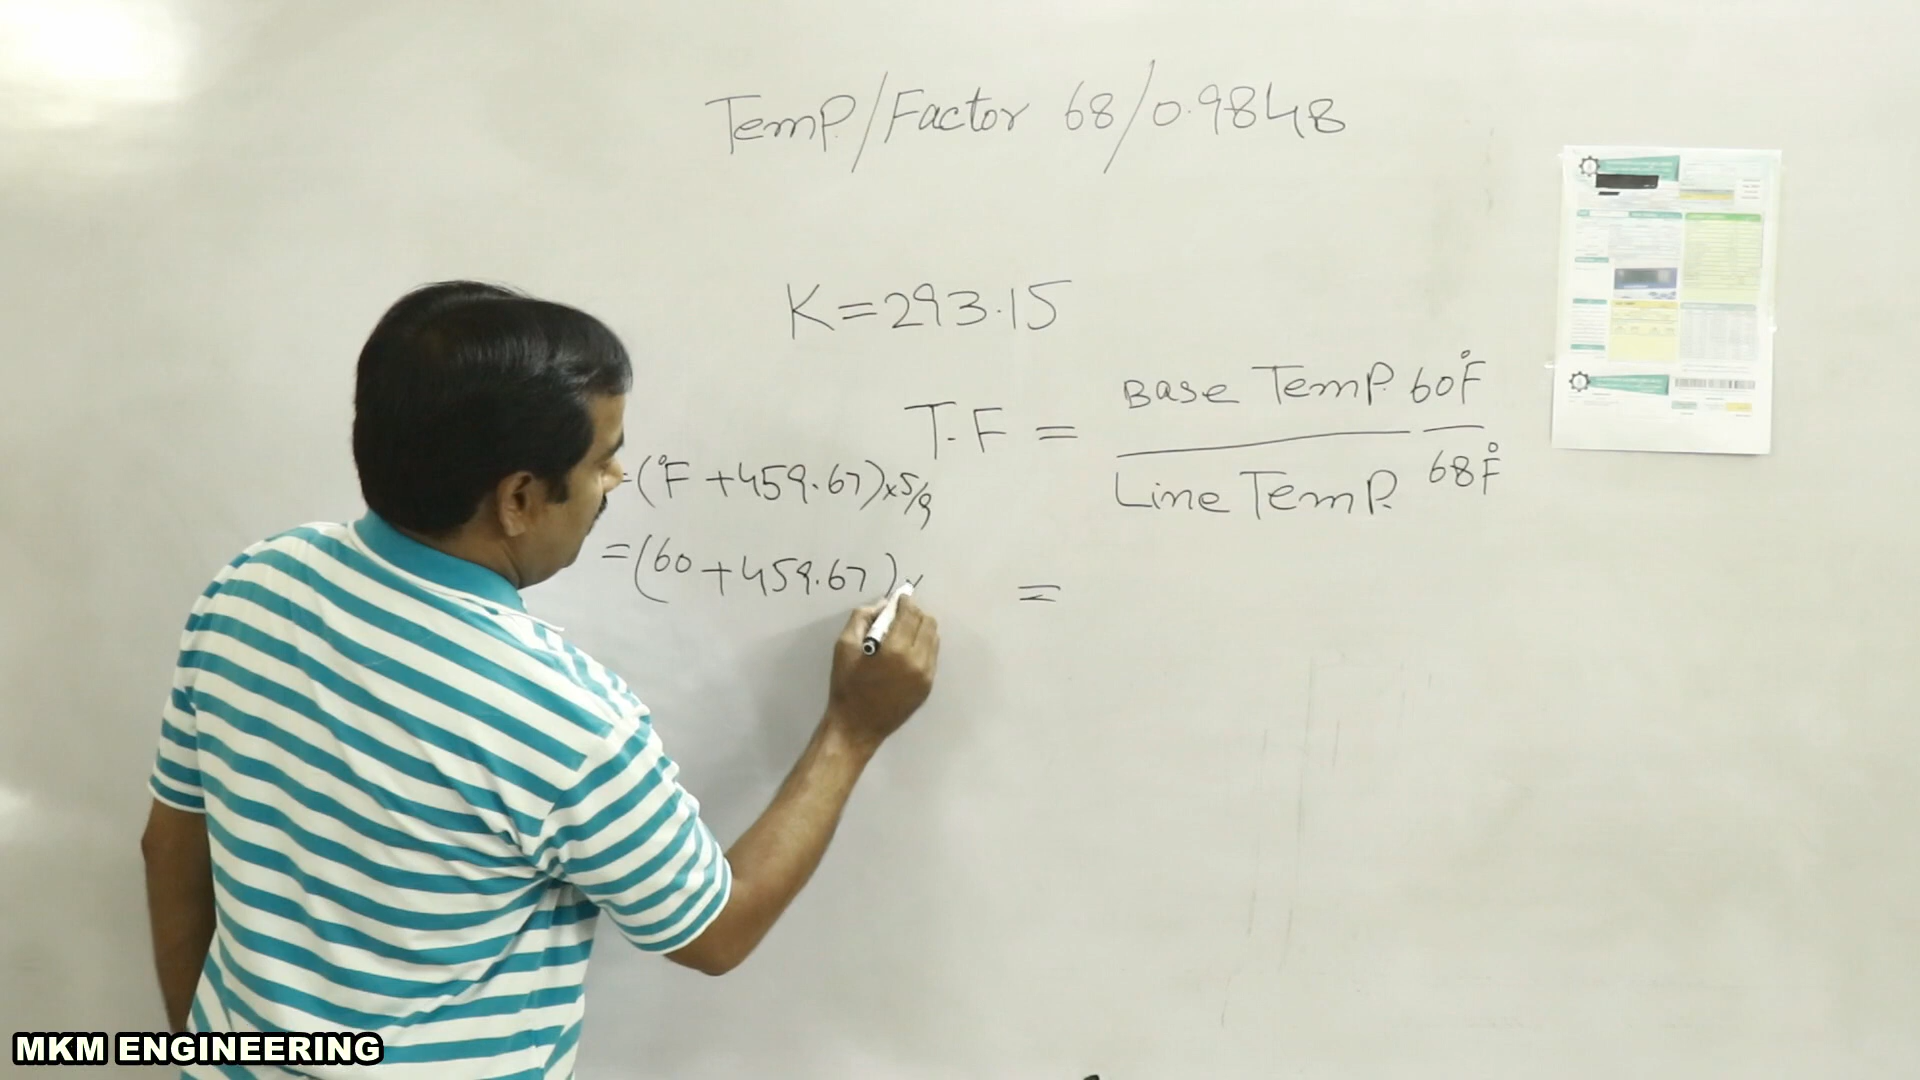 Temp./Factor 68/0.9848
K=293.15
T.F = Base Temp. 60°F
Line Temp. 68°F
=(°F +459.67)×5/9
=(60 +459.67)×
=
MKM ENGINEERING